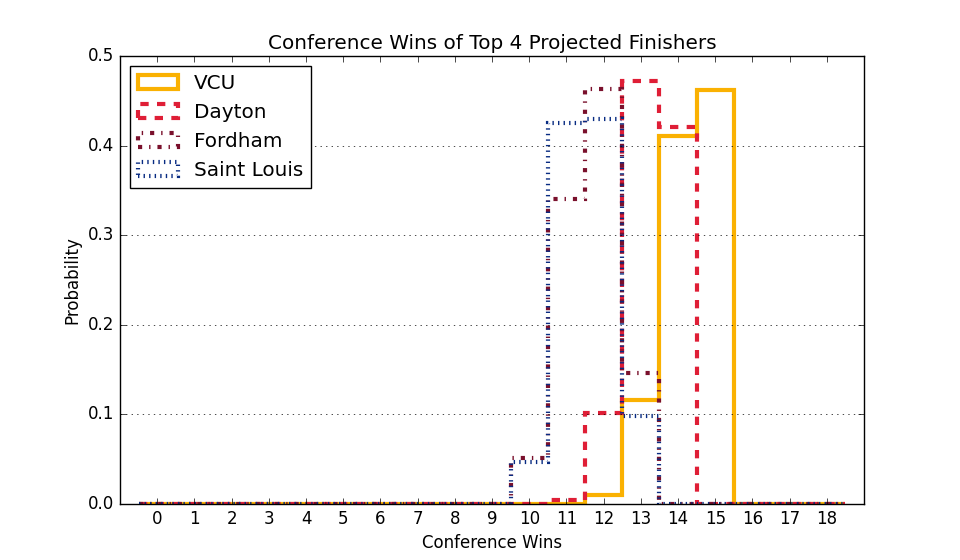 Conference Wins of Top 4 Projected Finishers
VCU
Dayton
Fordham
Saint Louis
Probability
0.5
0.4
0.3
0.2
0.1
0.0
0 1 2 3 4 5 6 7 8 9 10 11 12 13 14 15 16 17 18
Conference Wins